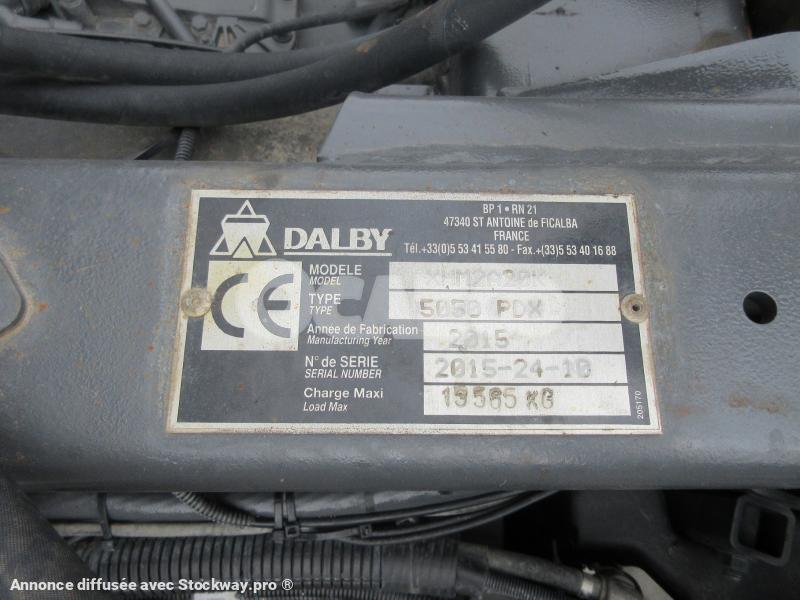 BP 1 • RN 21
47340 ST ANTOINE de FICALBA
FRANCE
DALBY
Tél.+33(0)5 53 41 55 80 - Fax.+(33)5 53 40 16 88
CE
MODELE
MODEL
TYPE 5050 PDX
TYPE
Année de Fabrication 2015
Manufacturing Year
N° de SERIE 2015-24-10
SERIAL NUMBER
Charge Maxi 19565 KG
Load Max
205170
Annonce diffusée avec Stockway.pro ®